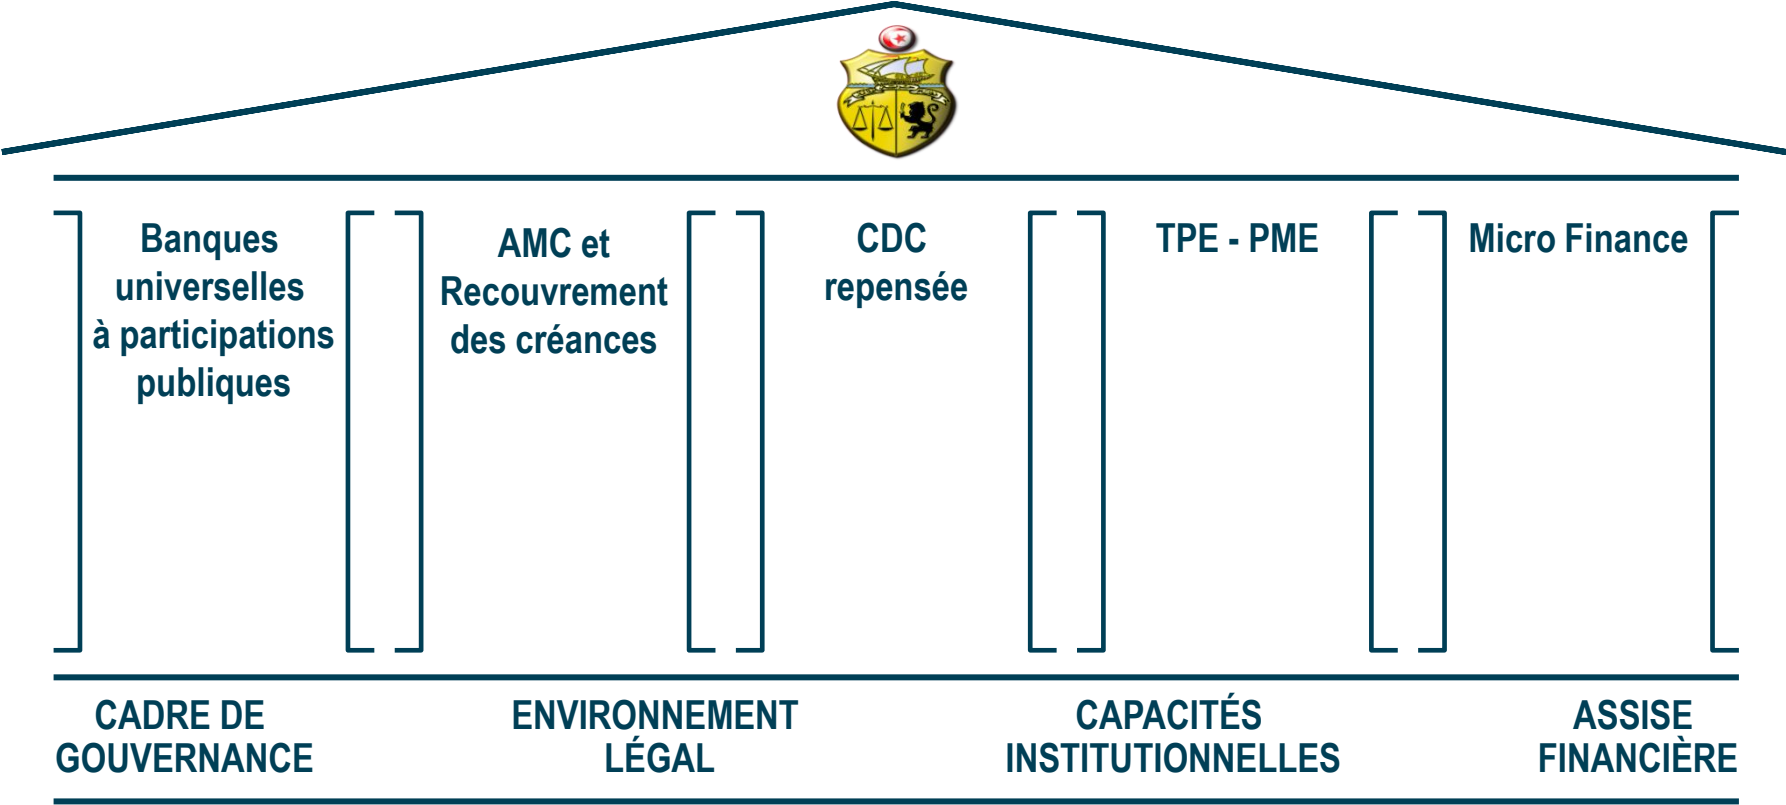 Banques
universelles
à participations
publiques
AMC et
Recouvrement
des créances
CDC
repensée
TPE - PME
Micro Finance
CADRE DE
GOUVERNANCE
ENVIRONNEMENT
LÉGAL
CAPACITÉS
INSTITUTIONNELLES
ASSISE
FINANCIÈRE